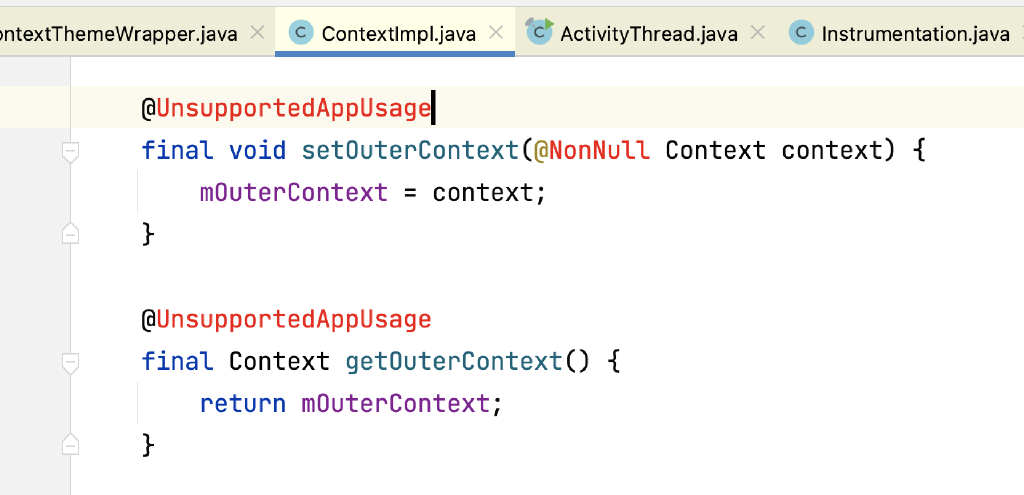 ontextThemeWrapper.java C ContextImpl.java C ActivityThread.java C Instrumentation.java
@UnsupportedAppUsage
final void setOuterContext(@NonNull Context context) {
mOuterContext = context;
}
@UnsupportedAppUsage
final Context getOuterContext() {
return mOuterContext;
}